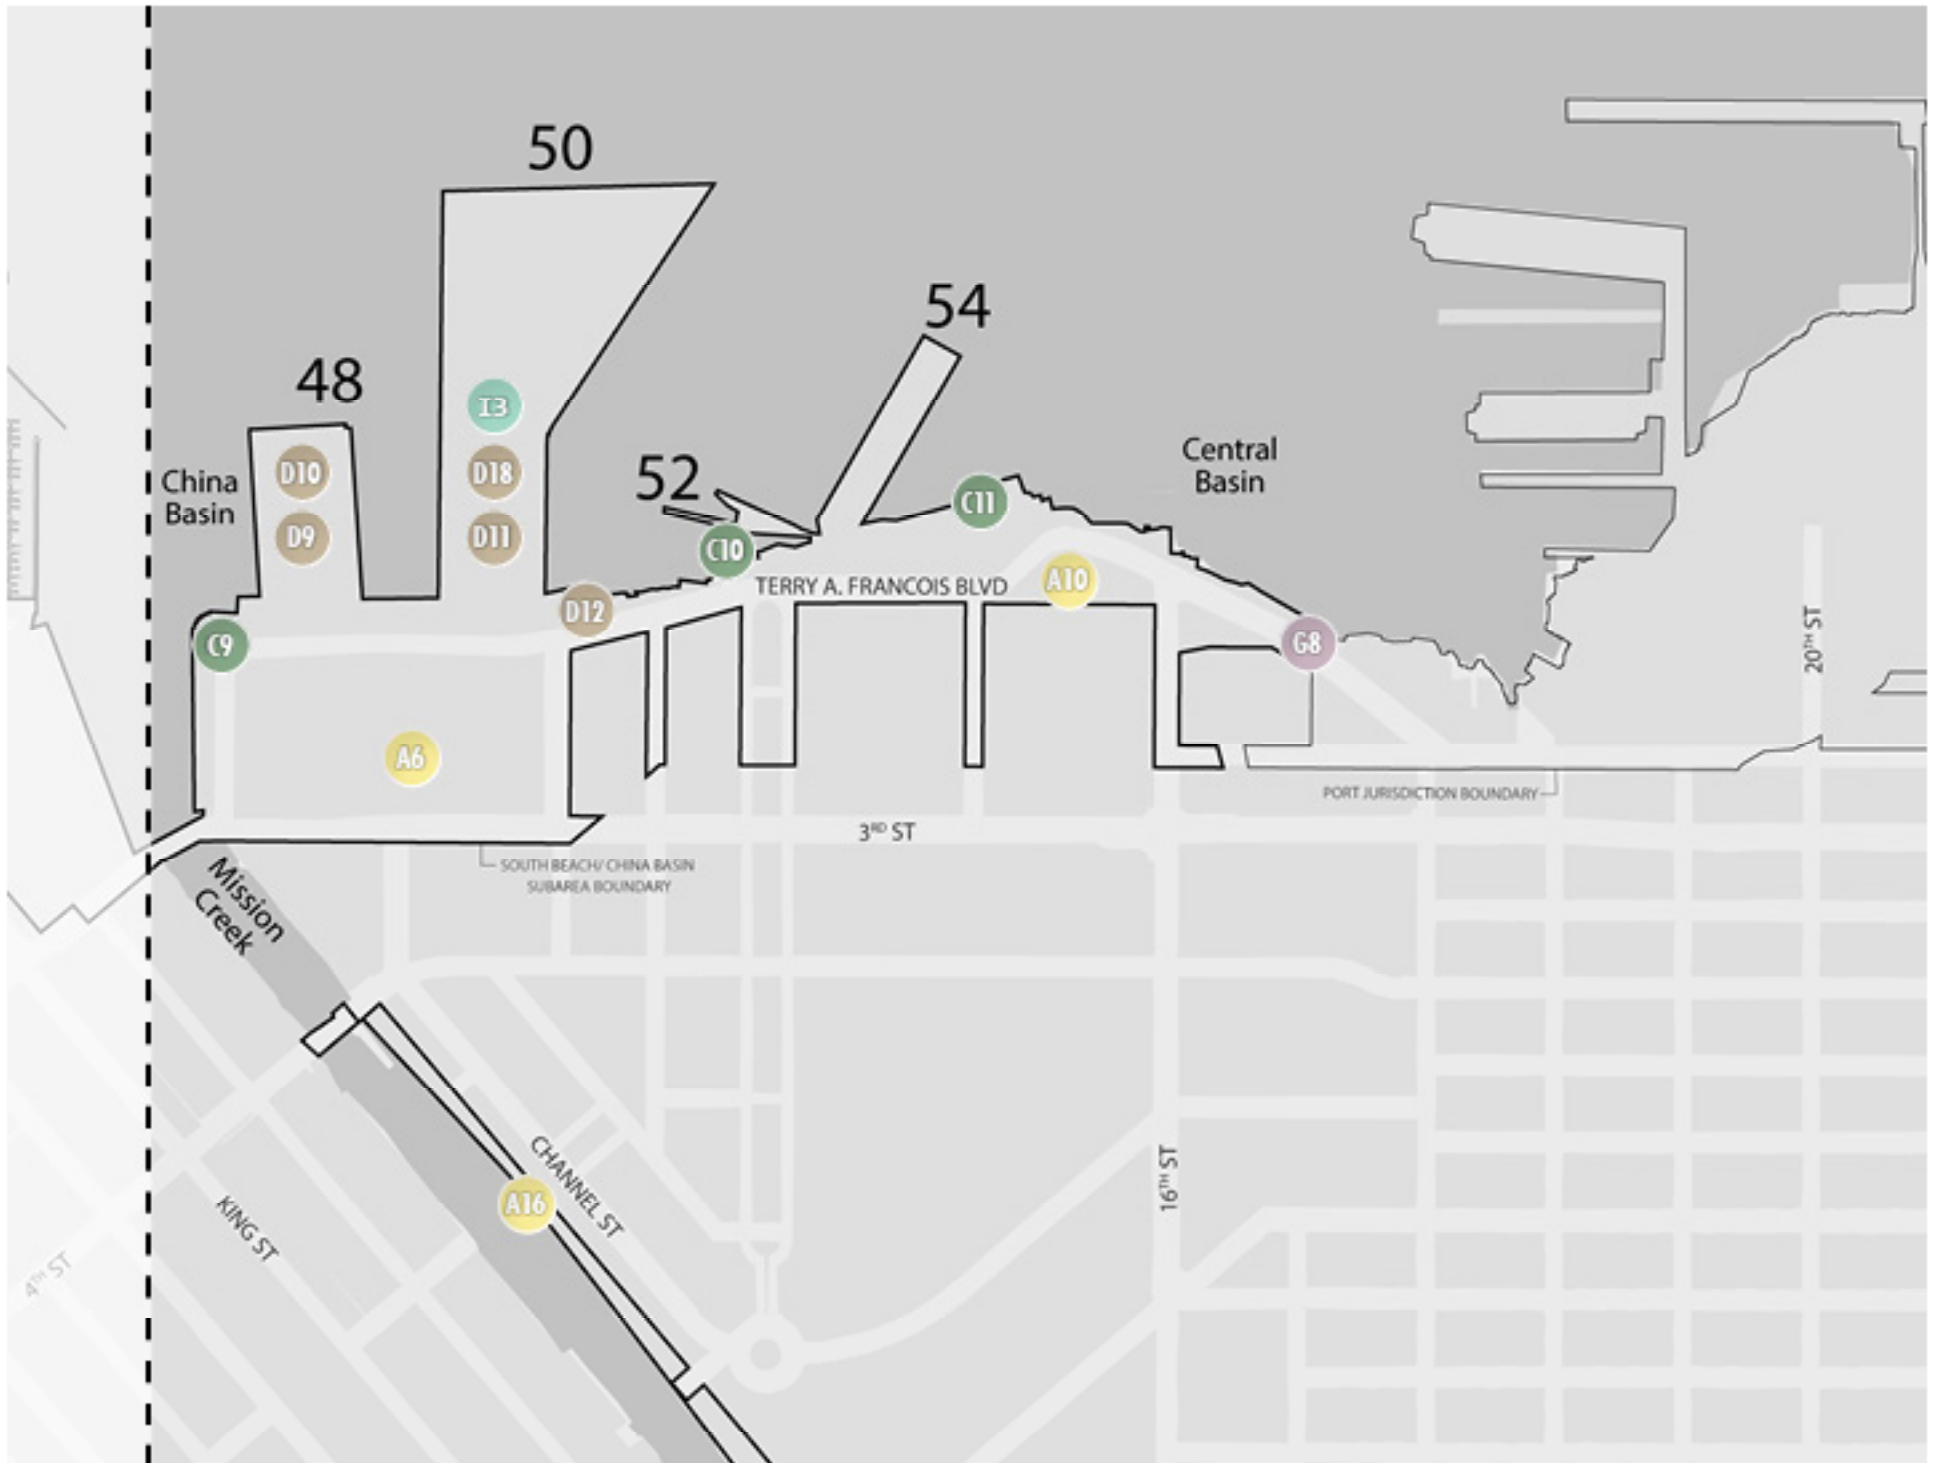 50
54
48
I3
Central
Basin
D10
D18
52
China
Basin
C11
D9
D11
C10
TERRY A. FRANCOIS BLVD
A10
D12
C9
G8
20TH ST
A6
PORT JURISDICTION BOUNDARY
3RD ST
SOUTH BEACH/ CHINA BASIN
SUBAREA BOUNDARY
Mission
Creek
CHANNEL ST
16TH ST
A16
KING ST
4TH ST